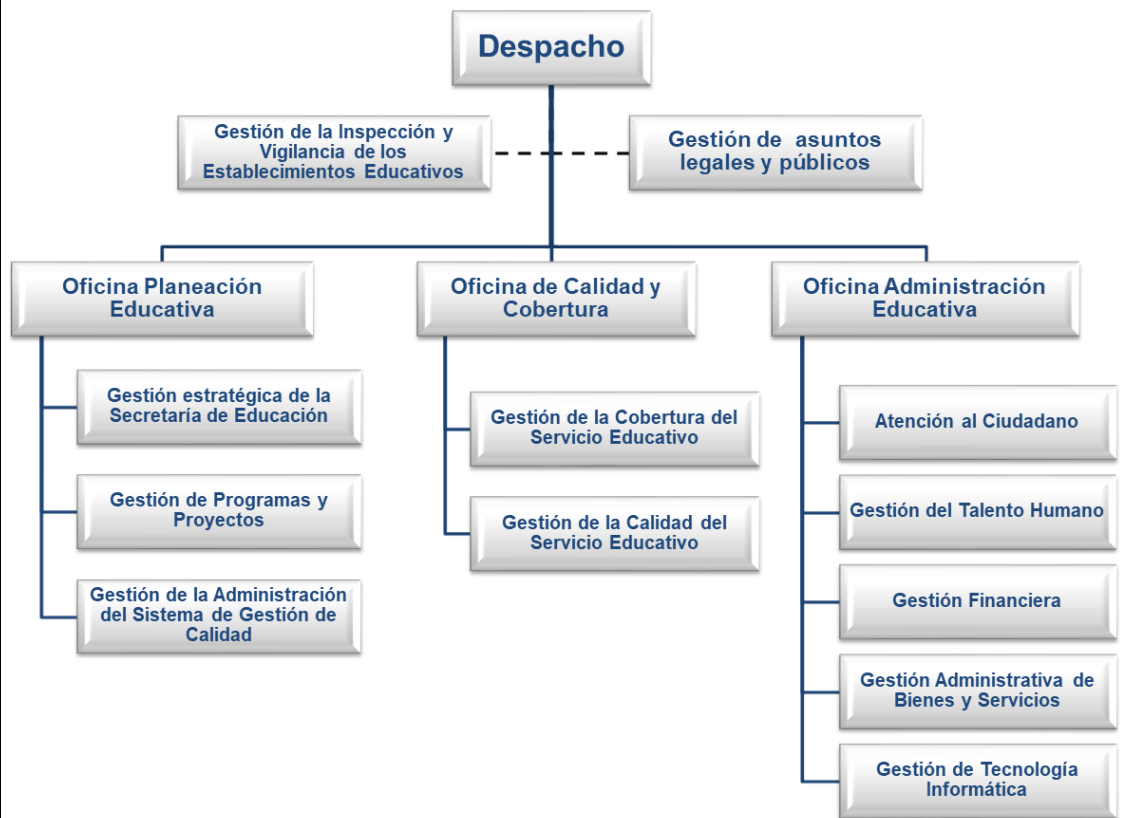 Despacho
Gestión de la Inspección y
Vigilancia de los
Establecimientos Educativos
Gestión de asuntos
legales y públicos
Oficina Planeación
Educativa
Gestión estratégica de la
Secretaría de Educación
Gestión de Programas y
Proyectos
Gestión de la Administración
del Sistema de Gestión de
Calidad
Oficina de Calidad y
Cobertura
Gestión de la Cobertura del
Servicio Educativo
Gestión de la Calidad del
Servicio Educativo
Oficina Administración
Educativa
Atención al Ciudadano
Gestión del Talento Humano
Gestión Financiera
Gestión Administrativa de
Bienes y Servicios
Gestión de Tecnología
Informática